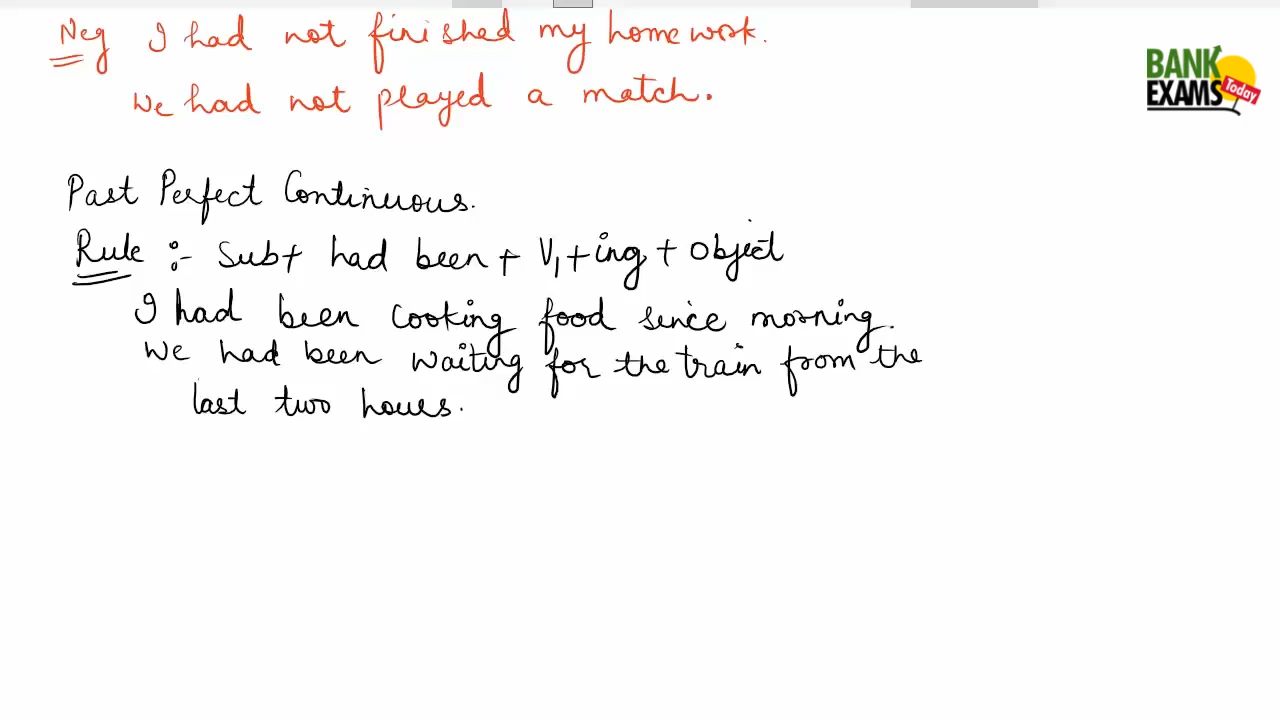 Neg I had not finished my homework.
We had not played a match.
BANK
EXAMS Today
Past Perfect Continuous.
Rule :- Sub+ had been + V1 + ing + Object
I had been cooking food since morning.
We had been waiting for the train from the
last two hours.